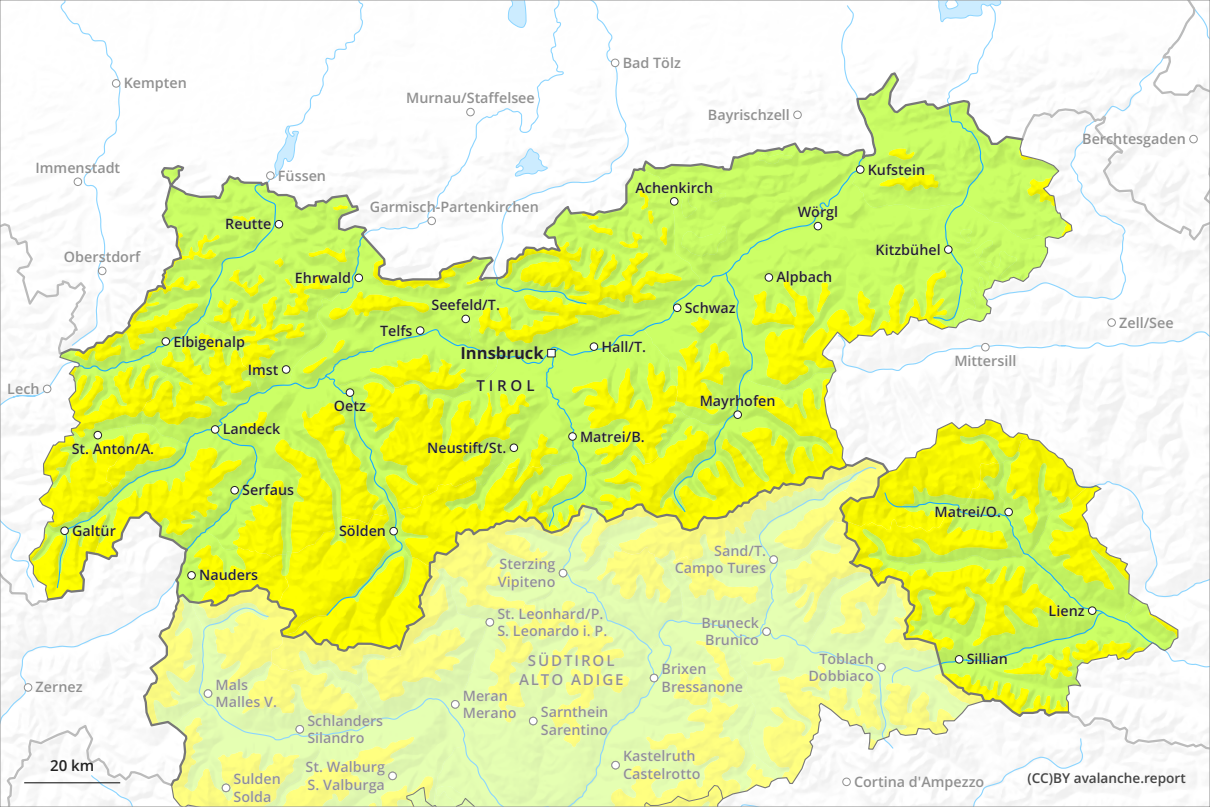 Bad Tölz
Kempten
Murnau/Staffelsee
Bayrischzell
Berchtesgaden
Immenstadt
Füssen
Kufstein
Achenkirch
Garmisch-Partenkirchen
Reutte
Wörgl
Oberstdorf
Kitzbühel
Ehrwald
Alpbach
Seefeld/T.
Schwaz
Telfs
Zell/See
Elbigenalp
Innsbruck
Hall/T.
Mittersill
Imst
TIROL
Lech
Oetz
Mayrhofen
Landeck
Matrei/B.
St. Anton/A.
Neustift/St.
Serfaus
Matrei/O.
Galtür
Sölden
Sand/T.
Campo Tures
Sterzing
Vipiteno
Nauders
Lienz
St. Leonhard/P.
S. Leonardo i. P.
Bruneck
Brunico
SÜDTIROL
ALTO ADIGE
Toblach
Dobbiaco
Sillian
Brixen
Bressanone
Zernez
Mals
Malles V.
Meran
Merano
Sarnthein
Sarentino
Schlanders
Silandro
Kastelruth
Castelrotto
St. Walburg
S. Valburga
20 km
Sulden
Solda
Cortina d'Ampezzo
(CC)BY avalanche.report